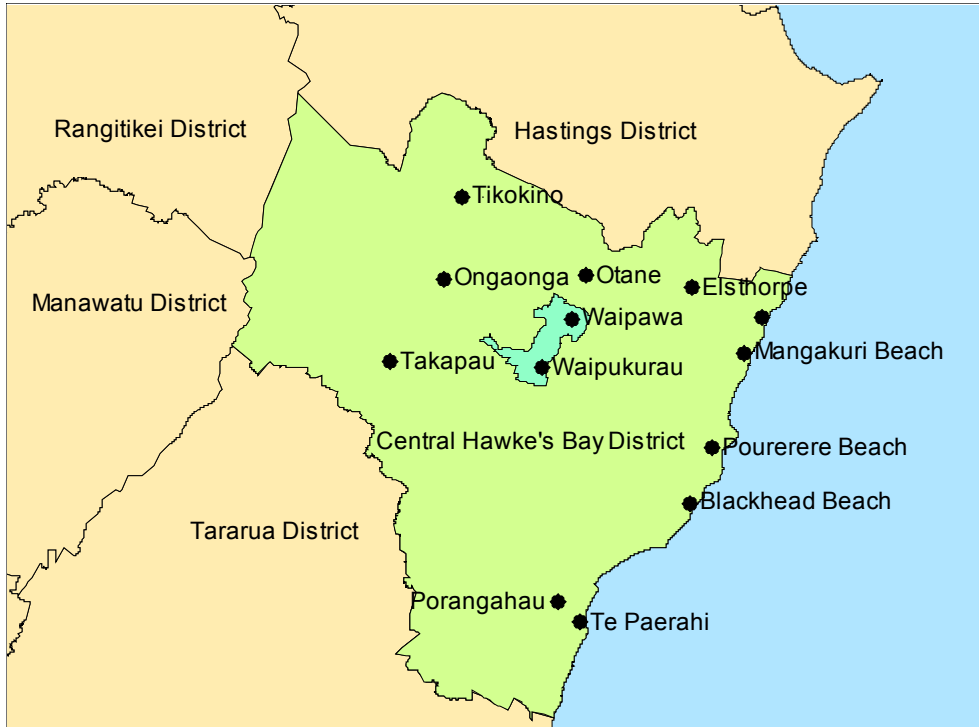 Rangitikei District
Hastings District
Tikokino
Ongaonga
Otane
Elsthorpe
Manawatu District
Waipawa
Mangakuri Beach
Takapau
Waipukurau
Central Hawke's Bay District
Pourerere Beach
Blackhead Beach
Tararua District
Porangahau
Te Paerahi